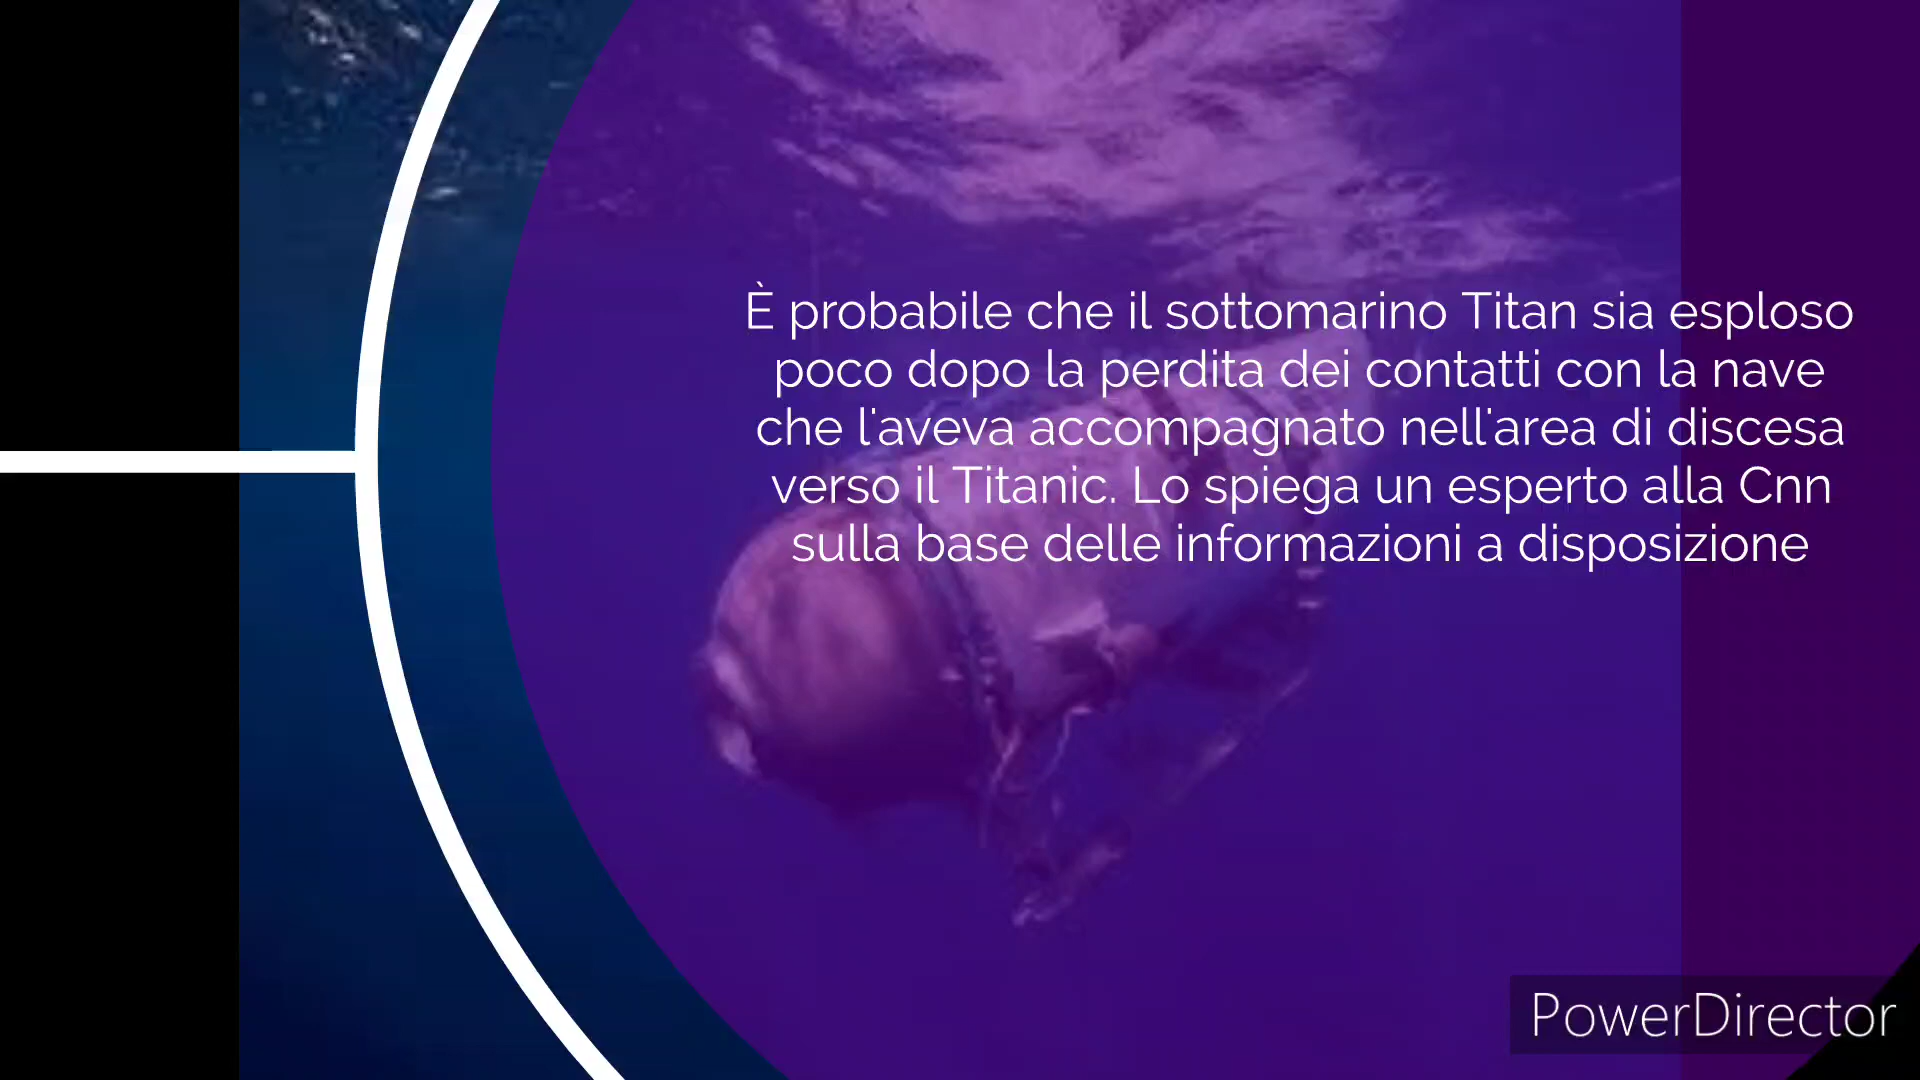 È probabile che il sottomarino Titan sia esploso
poco dopo la perdita dei contatti con la nave
che l'aveva accompagnato nell'area di discesa
verso il Titanic. Lo spiega un esperto alla Cnn
sulla base delle informazioni a disposizione
PowerDirector